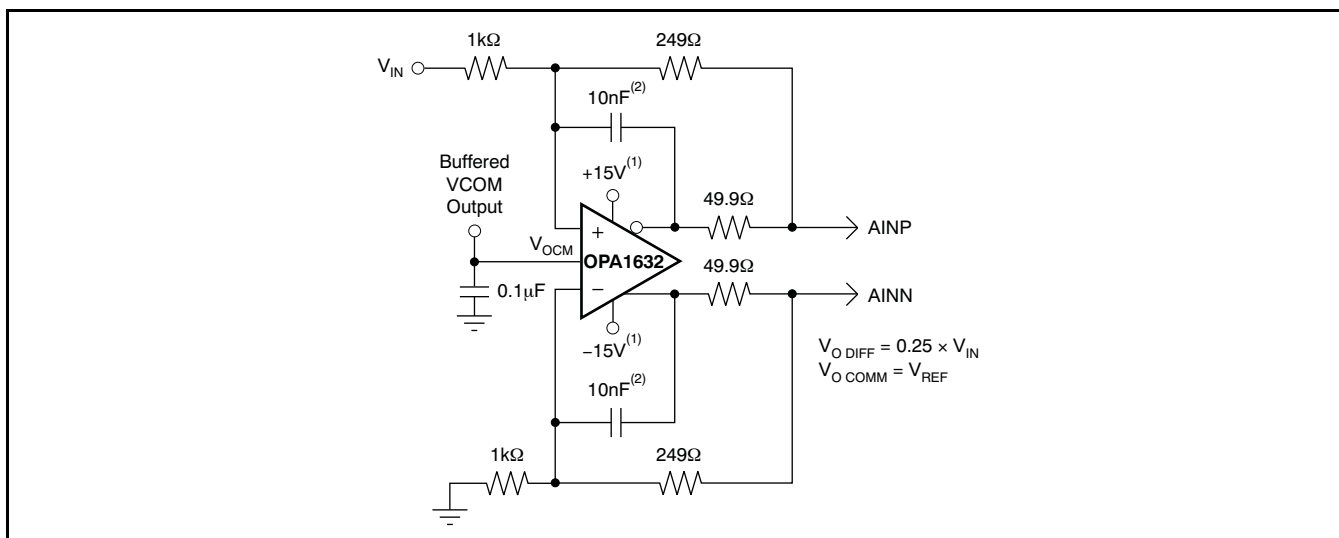 1kΩ
249Ω
V_IN
10nF(2)
Buffered
VCOM
Output
+15V(1)
49.9Ω
+
AINP
V_OCM
OPA1632
49.9Ω
0.1μF
−
AINN
−15V(1)
V_O DIFF = 0.25 × V_IN
V_O COMM = V_REF
10nF(2)
1kΩ
249Ω